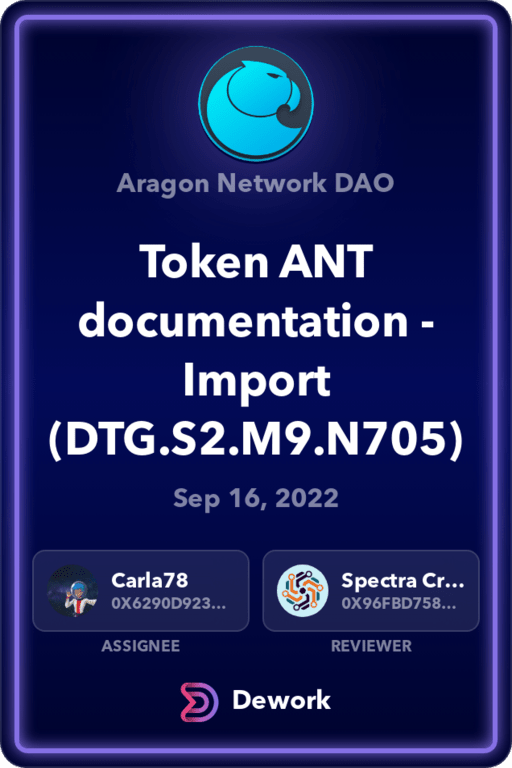 Aragon Network DAO
Token ANT
documentation -
Import
(DTG.S2.M9.N705)
Sep 16, 2022
Carla78
0X6290D923...
ASSIGNEE
Spectra Cr...
0X96FBD758...
REVIEWER
Dework